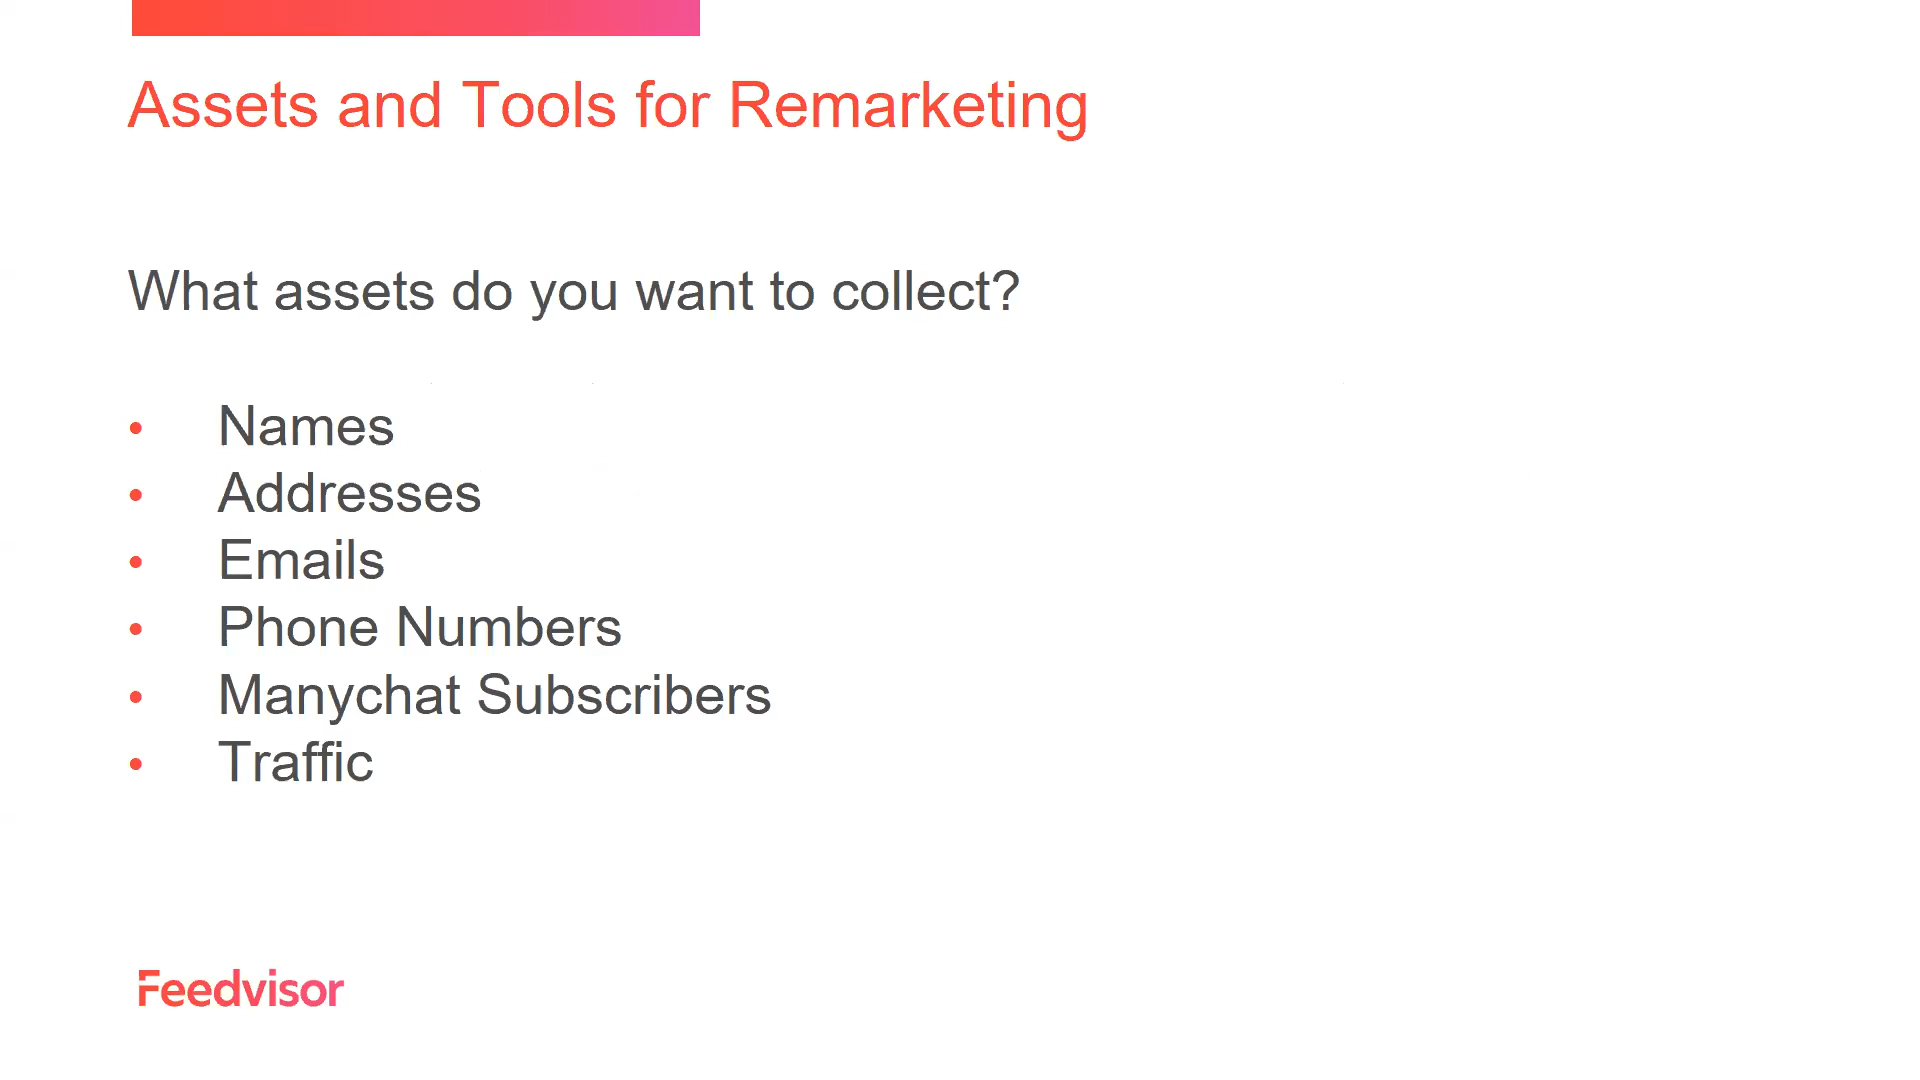 Assets and Tools for Remarketing
What assets do you want to collect?
• Names
• Addresses
• Emails
• Phone Numbers
• Manychat Subscribers
• Traffic
Feedvisor